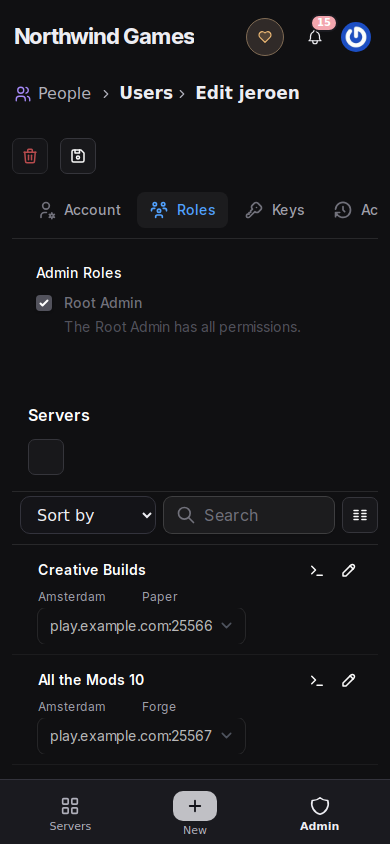 Northwind Games
15
People › Users › Edit jeroen
Account
Roles
Keys
Ac
Admin Roles
Root Admin
The Root Admin has all permissions.
Servers
Sort by
Search
Creative Builds
Amsterdam Paper
play.example.com:25566
All the Mods 10
Amsterdam Forge
play.example.com:25567
Servers
New
Admin